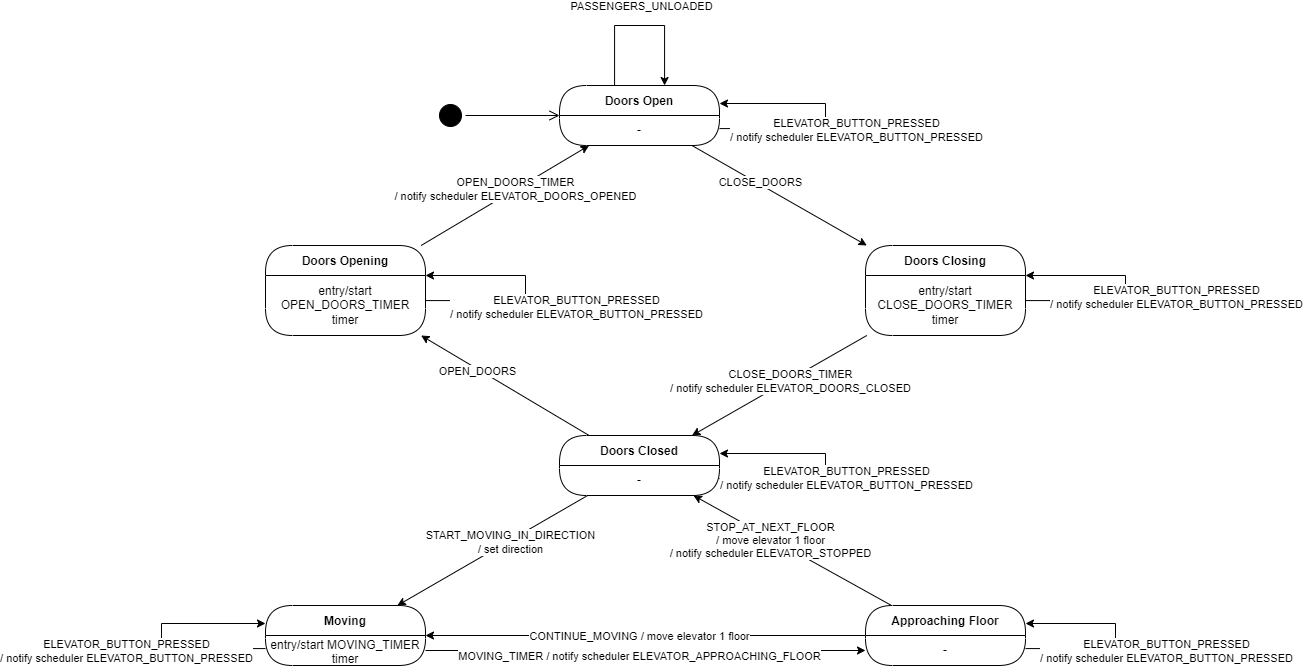 PASSENGERS_UNLOADED
Doors Open
-
ELEVATOR_BUTTON_PRESSED
/ notify scheduler ELEVATOR_BUTTON_PRESSED
OPEN_DOORS_TIMER
/ notify scheduler ELEVATOR_DOORS_OPENED
CLOSE_DOORS
Doors Opening
entry/start
OPEN_DOORS_TIMER
timer
ELEVATOR_BUTTON_PRESSED
/ notify scheduler ELEVATOR_BUTTON_PRESSED
Doors Closing
entry/start
CLOSE_DOORS_TIMER
timer
ELEVATOR_BUTTON_PRESSED
/ notify scheduler ELEVATOR_BUTTON_PRESSED
OPEN_DOORS
CLOSE_DOORS_TIMER
/ notify scheduler ELEVATOR_DOORS_CLOSED
Doors Closed
-
ELEVATOR_BUTTON_PRESSED
/ notify scheduler ELEVATOR_BUTTON_PRESSED
START_MOVING_IN_DIRECTION
/ set direction
STOP_AT_NEXT_FLOOR
/ move elevator 1 floor
/ notify scheduler ELEVATOR_STOPPED
ELEVATOR_BUTTON_PRESSED
/ notify scheduler ELEVATOR_BUTTON_PRESSED
Moving
entry/start MOVING_TIMER
timer
CONTINUE_MOVING / move elevator 1 floor
MOVING_TIMER / notify scheduler ELEVATOR_APPROACHING_FLOOR
Approaching Floor
-
ELEVATOR_BUTTON_PRESSED
/ notify scheduler ELEVATOR_BUTTON_PRESSED